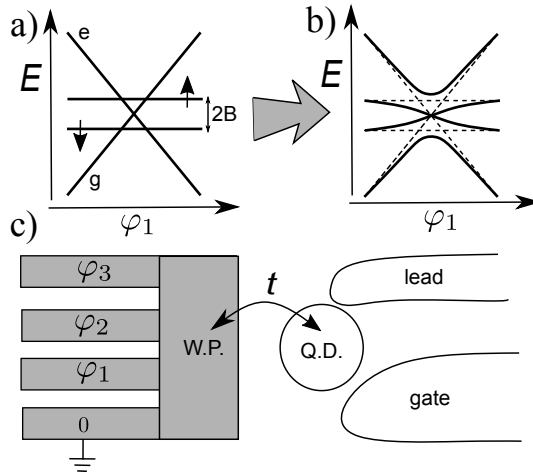 a)
b)
E
e
2B
g
φ₁
E
φ₁
c)
φ₃
φ₂
φ₁
0
W.P.
t
Q.D.
lead
gate